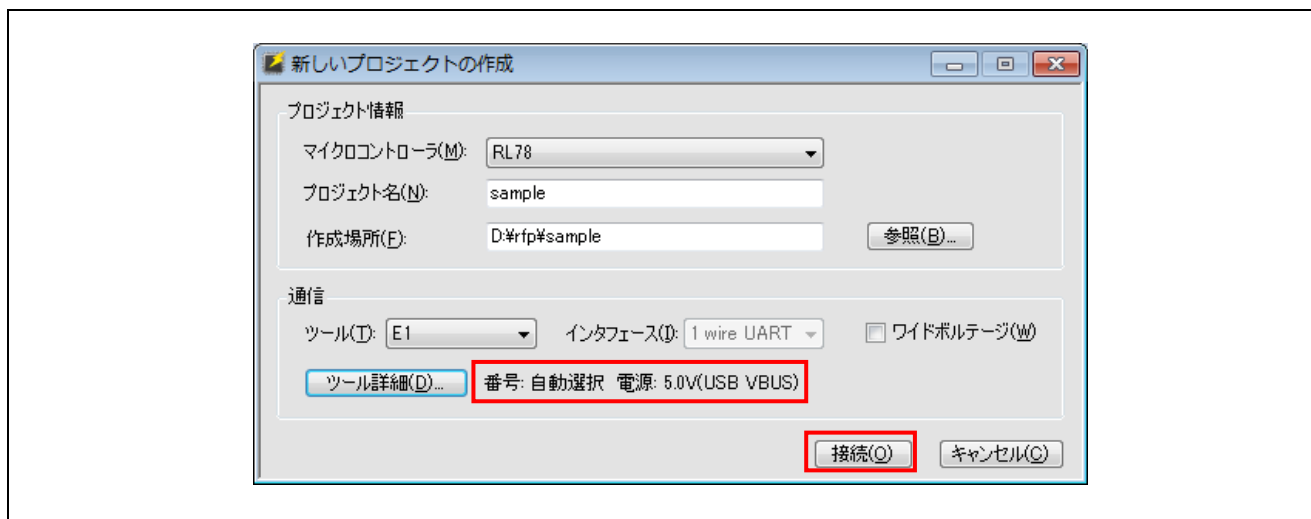 新しいプロジェクトの作成
プロジェクト情報
マイクロコントローラ(M): RL78
プロジェクト名(N): sample
作成場所(F): D:¥rfp¥sample 参照(B)...
通信
ツール(T): E1 インタフェース(I): 1 wire UART ワイドボルテージ(W)
ツール詳細(D)... 番号: 自動選択 電源: 5.0V(USB VBUS)
接続(O) キャンセル(C)